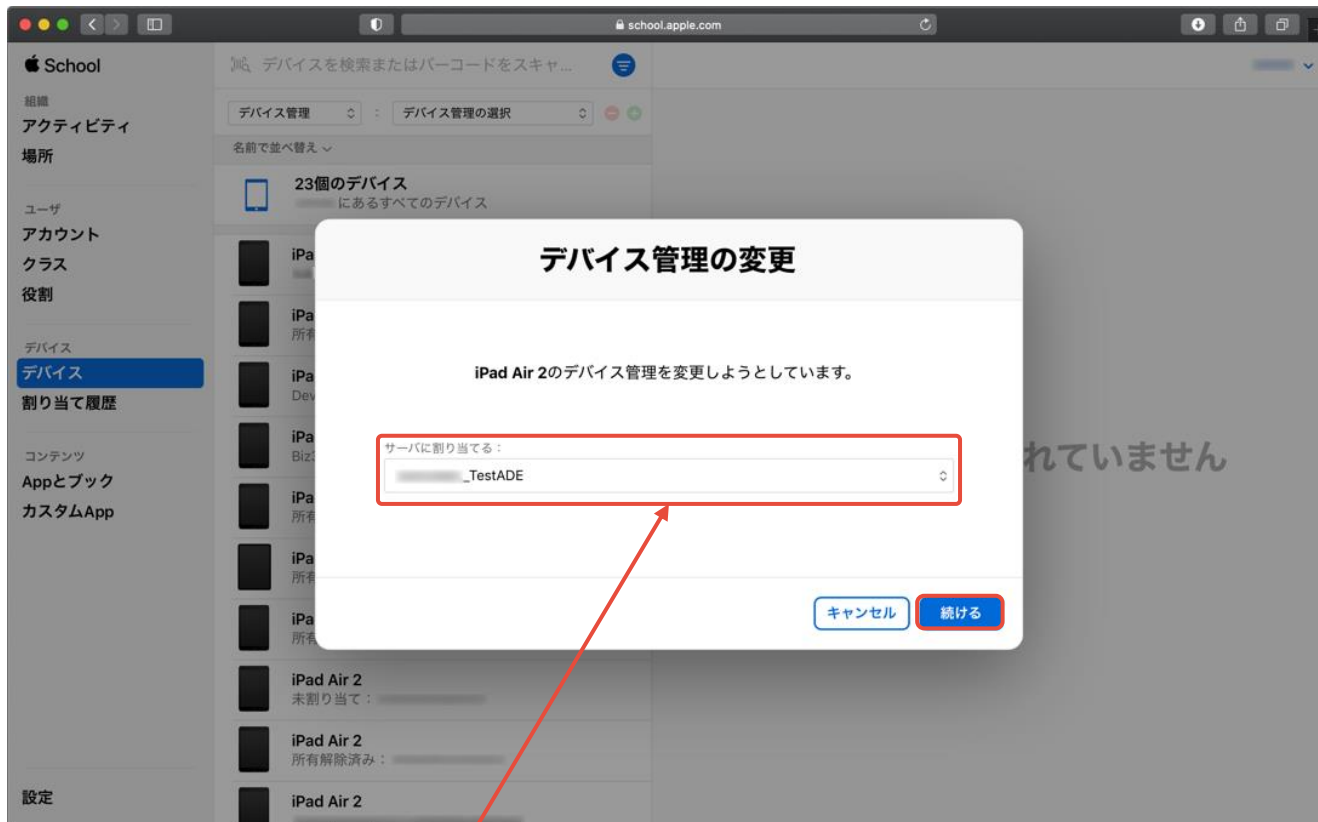 school.apple.com
School
組織
アクティビティ
場所
ユーザ
アカウント
クラス
役割
デバイス
デバイス
割り当て履歴
コンテンツ
Appとブック
カスタムApp
設定
デバイスを検索またはバーコードをスキャ...
デバイス管理 : デバイス管理の選択
名前で並べ替え
23個のデバイス
にあるすべてのデバイス
iPa
iPa
所有
iPa
Dev
iPa
Biz
iPa
所有
iPa
所有
iPa
所有
iPad Air 2
未割り当て：
iPad Air 2
所有解除済み：
iPad Air 2
れていません
デバイス管理の変更
iPad Air 2のデバイス管理を変更しようとしています。
サーバに割り当てる：
_TestADE
キャンセル 続ける